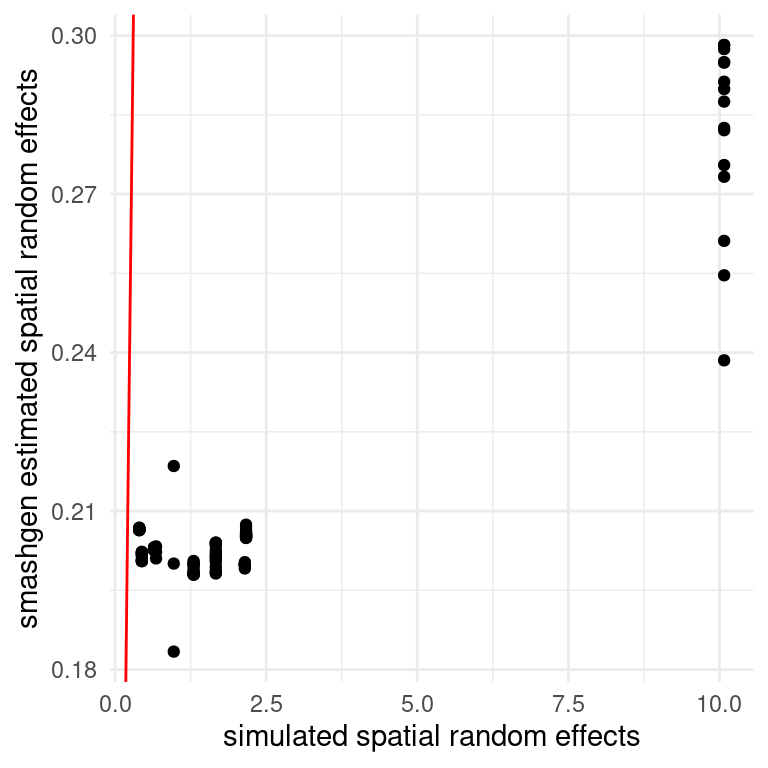 smashgen estimated spatial random effects
0.30
0.27
0.24
0.21
0.18
0.0 2.5 5.0 7.5 10.0
simulated spatial random effects